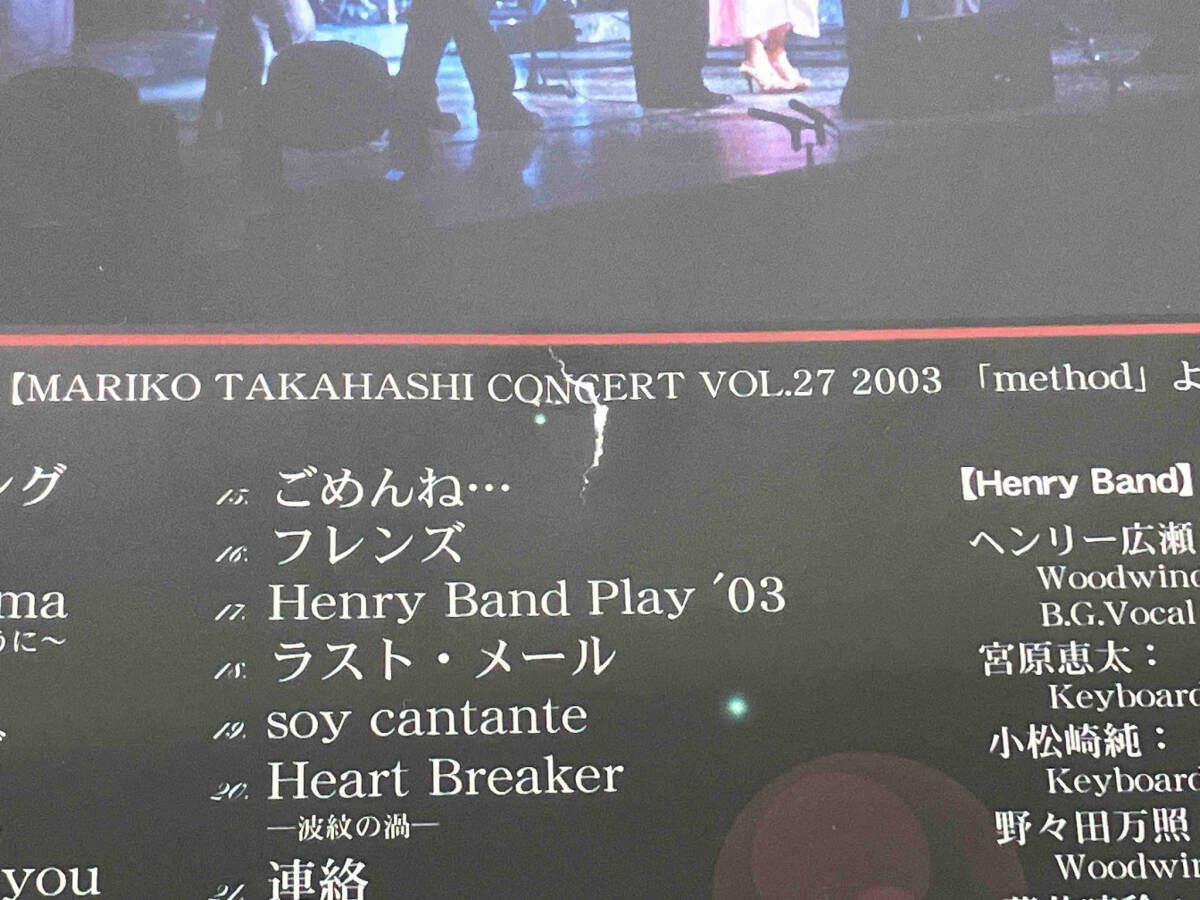 【MARIKO TAKAHASHI CONCERT VOL.27 2003 「method」よ
ング
ma
うに〜
you
15. ごめんね…
16. フレンズ
17. Henry Band Play ´03
18. ラスト・メール
19. soy cantante
20. Heart Breaker
―波紋の渦―
21. 連絡
【Henry Band】
ヘンリー広瀬
Woodwind
B.G.Vocal
宮原恵太：
Keyboard
小松崎純：
Keyboard
野々田万照
Woodwin